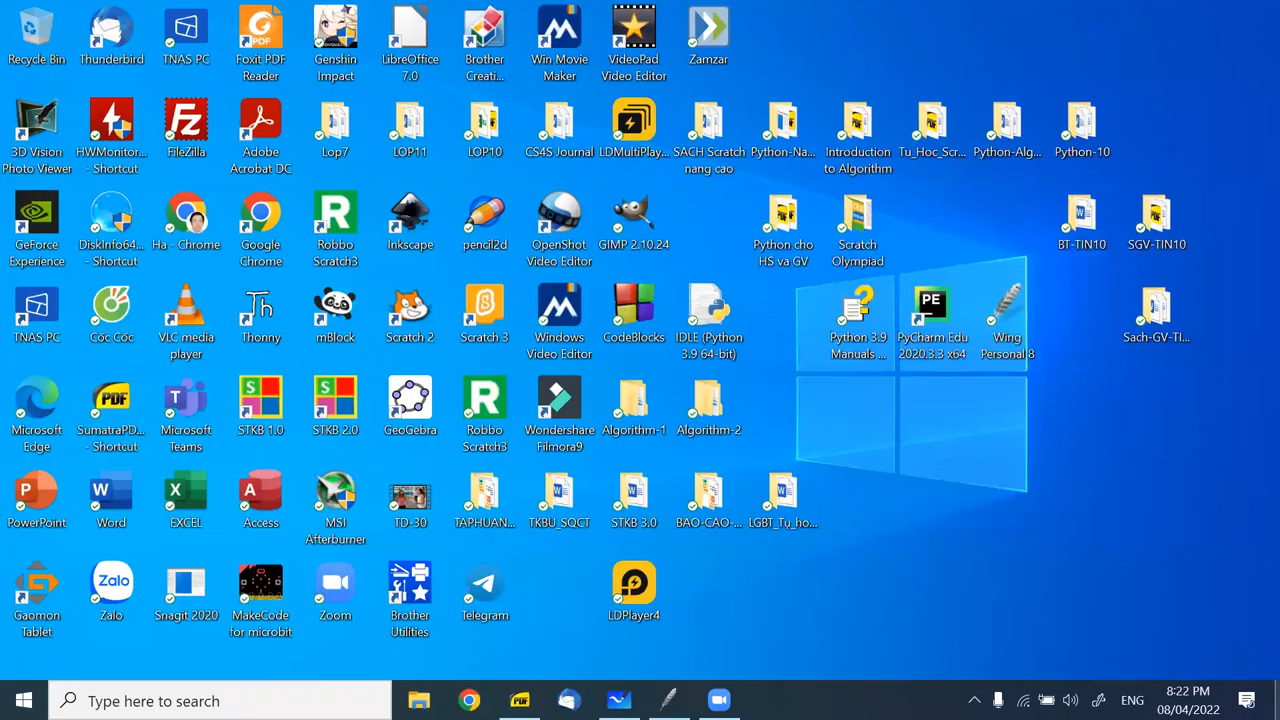 Recycle Bin
Thunderbird
TNAS PC
Foxit PDF
Reader
Genshin
Impact
LibreOffice
7.0
Brother
Creati...
Win Movie
Maker
VideoPad
Video Editor
Zamzar
3D Vision
Photo Viewer
HWMonitor...
- Shortcut
FileZilla
Adobe
Acrobat DC
Lop7
LOP11
LOP10
CS4S Journal
LDMultiPlay...
SACH Scratch
nang cao
Python-Na...
Introduction
to Algorithm
Tu_Hoc_Scr...
Python-Alg...
Python-10
GeForce
Experience
DiskInfo64...
- Shortcut
Ha - Chrome
Google
Chrome
Robbo
Scratch3
Inkscape
pencil2d
OpenShot
Video Editor
GIMP 2.10.24
Python cho
HS va GV
Scratch
Olympiad
BT-TIN10
SGV-TIN10
TNAS PC
Cốc Cốc
VLC media
player
Thonny
mBlock
Scratch 2
Scratch 3
Windows
Video Editor
CodeBlocks
IDLE (Python
3.9 64-bit)
Python 3.9
Manuals ...
PyCharm Edu
2020.3.3 x64
Wing
Personal 8
Sach-GV-TI...
Microsoft
Edge
SumatraPD...
- Shortcut
Microsoft
Teams
STKB 1.0
STKB 2.0
GeoGebra
Robbo
Scratch3
Wondershare
Filmora9
Algorithm-1
Algorithm-2
PowerPoint
Word
EXCEL
Access
MSI
Afterburner
TD-30
TAPHUAN...
TKBU_SQCT
STKB 3.0
BAO-CAO-...
LGBT_Tụ_ho...
Gaomon
Tablet
Zalo
Snagit 2020
MakeCode
for microbit
Zoom
Brother
Utilities
Telegram
LDPlayer4
Type here to search
ENG
8:22 PM
08/04/2022